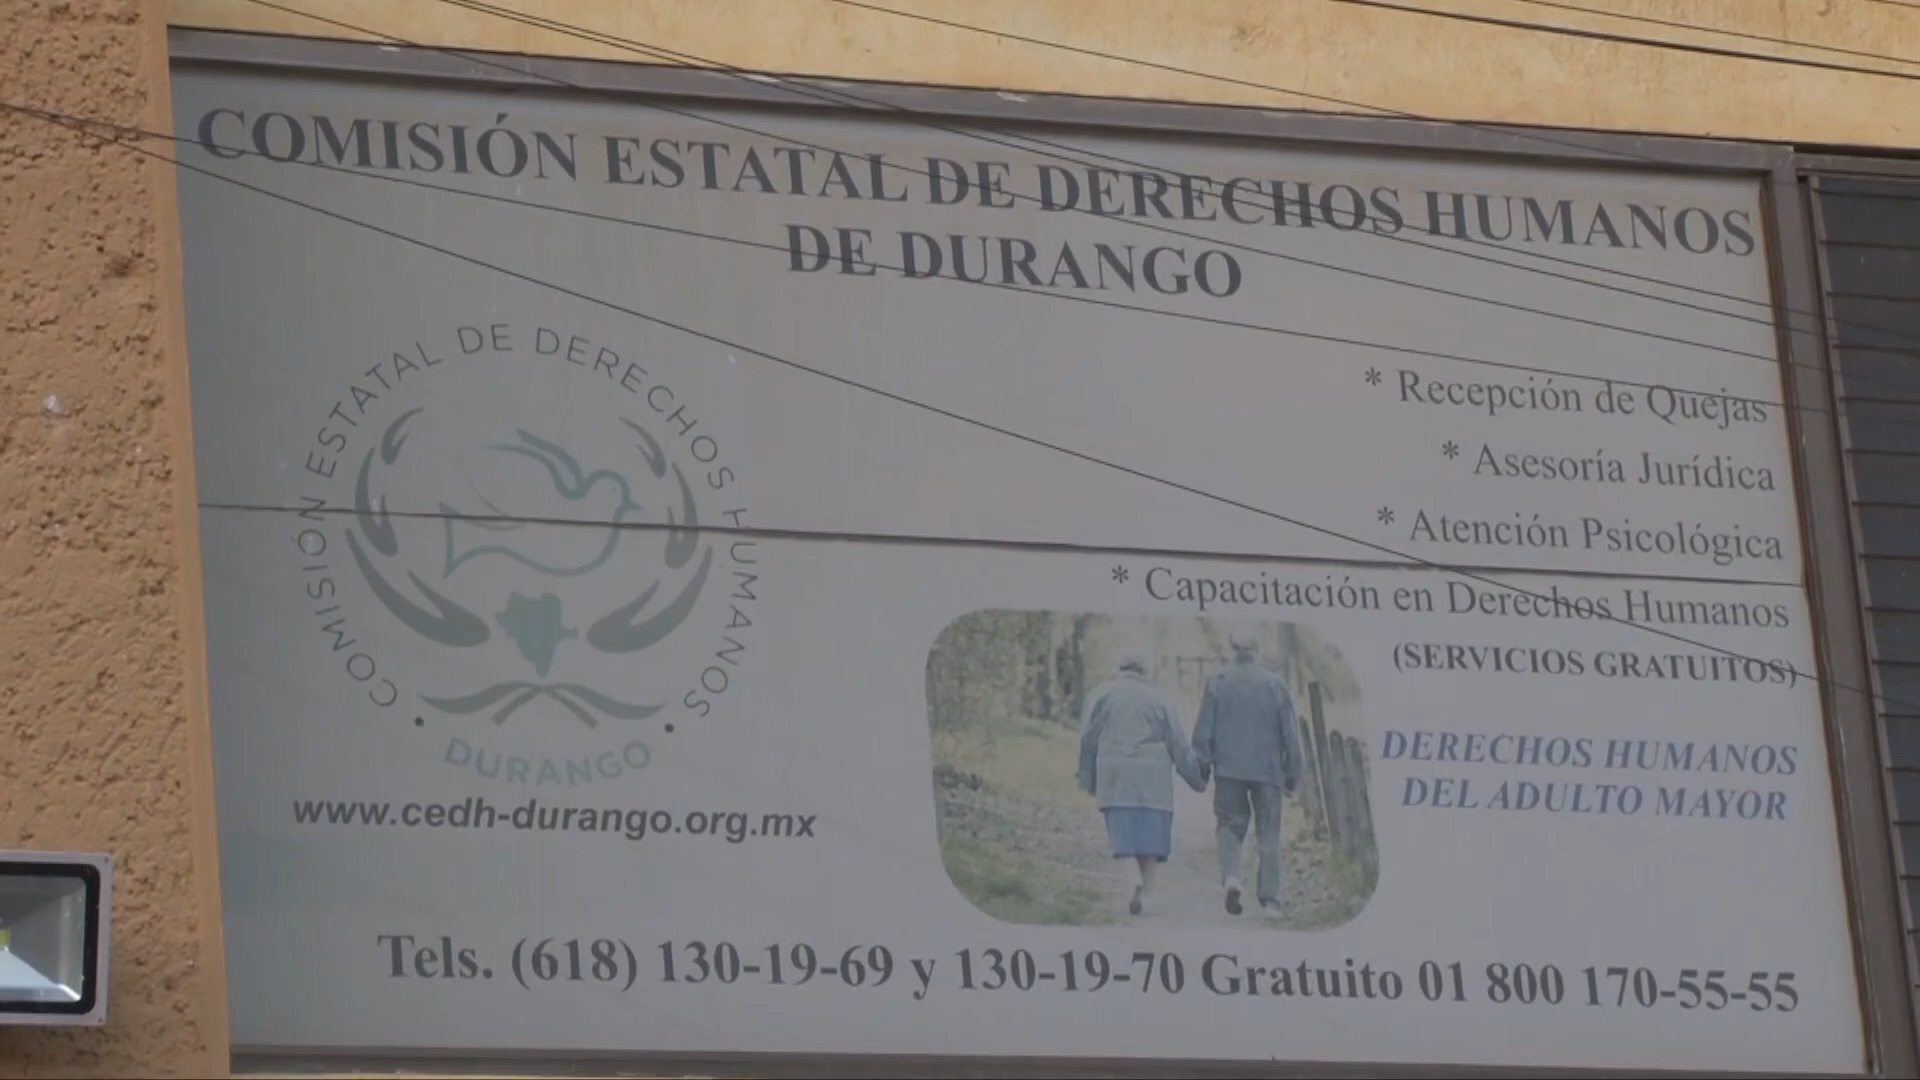 COMISIÓN ESTATAL DE DERECHOS HUMANOS
DE DURANGO
COMISIÓN ESTATAL DE DERECHOS HUMANOS
• DURANGO •
www.cedh-durango.org.mx
* Recepción de Quejas
* Asesoría Jurídica
* Atención Psicológica
* Capacitación en Derechos Humanos
(SERVICIOS GRATUITOS)
DERECHOS HUMANOS
DEL ADULTO MAYOR
Tels. (618) 130-19-69 y 130-19-70 Gratuito 01 800 170-55-55